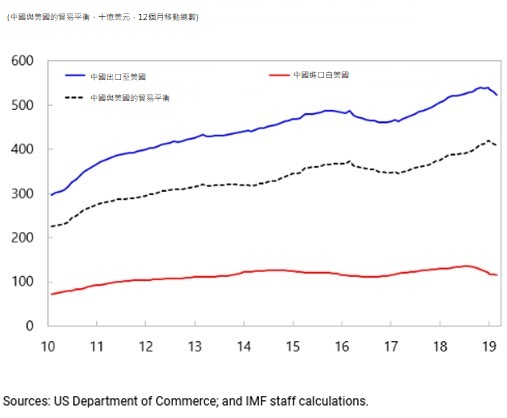 (中國與美國的貿易平衡，十億美元，12個月移動總數)
600
中國出口至美國 中國進口自美國
500
中國與美國的貿易平衡
400
300
200
100
0
10 11 12 13 14 15 16 17 18 19
Sources: US Department of Commerce; and IMF staff calculations.